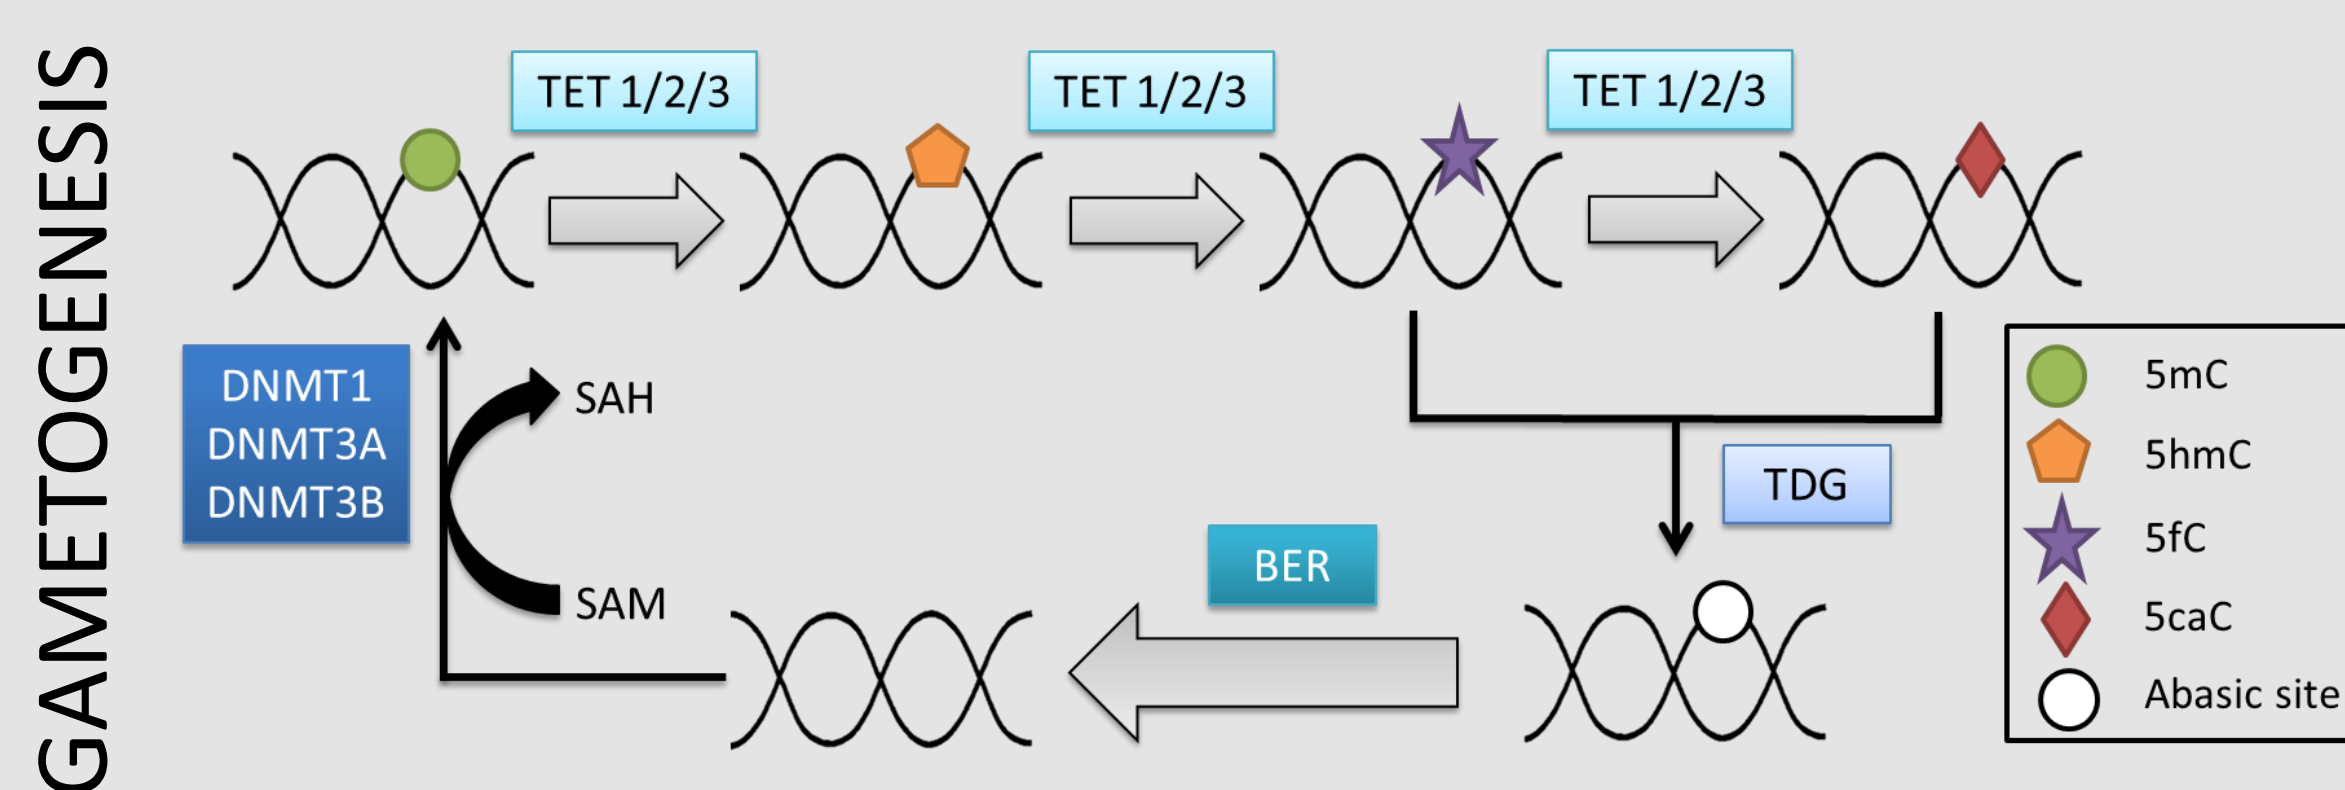 GAMETOGENESIS
TET 1/2/3
TET 1/2/3
TET 1/2/3
DNMT1
DNMT3A
DNMT3B
SAH
SAM
BER
TDG
5mC
5hmC
5fC
5caC
Abasic site